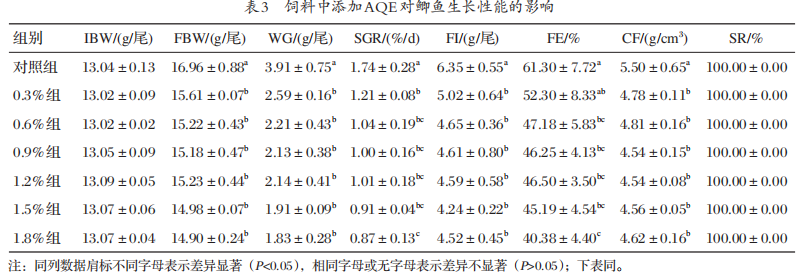 表3 饲料中添加AQE对鲫鱼生长性能的影响
组别 IBW/(g/尾) FBW/(g/尾) WG/(g/尾) SGR/(%/d) FI/(g/尾) FE/% CF/(g/cm³) SR/%
对照组 13.04±0.13 16.96±0.88ᵃ 3.91±0.75ᵃ 1.74±0.28ᵃ 6.35±0.55ᵃ 61.30±7.72ᵃ 5.50±0.65ᵃ 100.00±0.00
0.3%组 13.02±0.09 15.61±0.07ᵇ 2.59±0.16ᵇ 1.21±0.08ᵇ 5.02±0.64ᵇ 52.30±8.33ᵃᵇ 4.78±0.11ᵇ 100.00±0.00
0.6%组 13.02±0.02 15.22±0.43ᵇ 2.21±0.43ᵇ 1.04±0.19ᵇᶜ 4.65±0.36ᵇ 47.18±5.83ᵇᶜ 4.81±0.16ᵇ 100.00±0.00
0.9%组 13.05±0.09 15.18±0.47ᵇ 2.13±0.38ᵇ 1.00±0.16ᵇᶜ 4.61±0.80ᵇ 46.25±4.13ᵇᶜ 4.54±0.15ᵇ 100.00±0.00
1.2%组 13.09±0.05 15.23±0.44ᵇ 2.14±0.41ᵇ 1.01±0.18ᵇᶜ 4.59±0.58ᵇ 46.50±3.50ᵇᶜ 4.54±0.08ᵇ 100.00±0.00
1.5%组 13.07±0.06 14.98±0.07ᵇ 1.91±0.09ᵇ 0.91±0.04ᵇᶜ 4.24±0.22ᵇ 45.19±4.54ᵇᶜ 4.56±0.05ᵇ 100.00±0.00
1.8%组 13.07±0.04 14.90±0.24ᵇ 1.83±0.28ᵇ 0.87±0.13ᶜ 4.52±0.45ᵇ 40.38±4.40ᶜ 4.62±0.16ᵇ 100.00±0.00
注：同列数据肩标不同字母表示差异显著（P<0.05），相同字母或无字母表示差异不显著（P>0.05）；下表同。